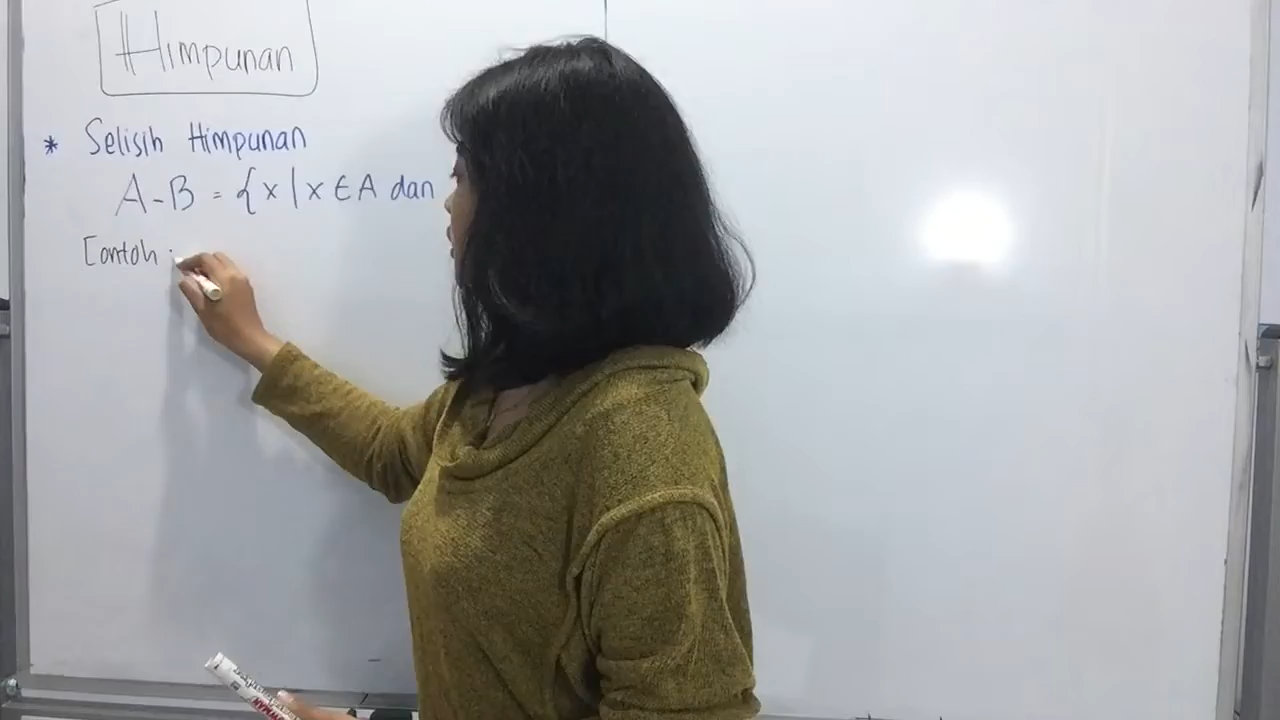 Himpunan
* Selisih Himpunan
A - B = { x | x ∈ A dan
Contoh :